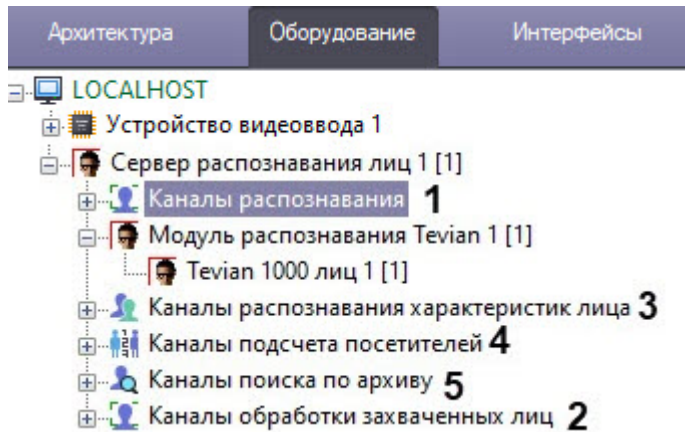 Архитектура Оборудование Интерфейсы
LOCALHOST
Устройство видеоввода 1
Сервер распознавания лиц 1 [1]
Каналы распознавания 1
Модуль распознавания Tevian 1 [1]
Tevian 1000 лиц 1 [1]
Каналы распознавания характеристик лица 3
Каналы подсчета посетителей 4
Каналы поиска по архиву 5
Каналы обработки захваченных лиц 2